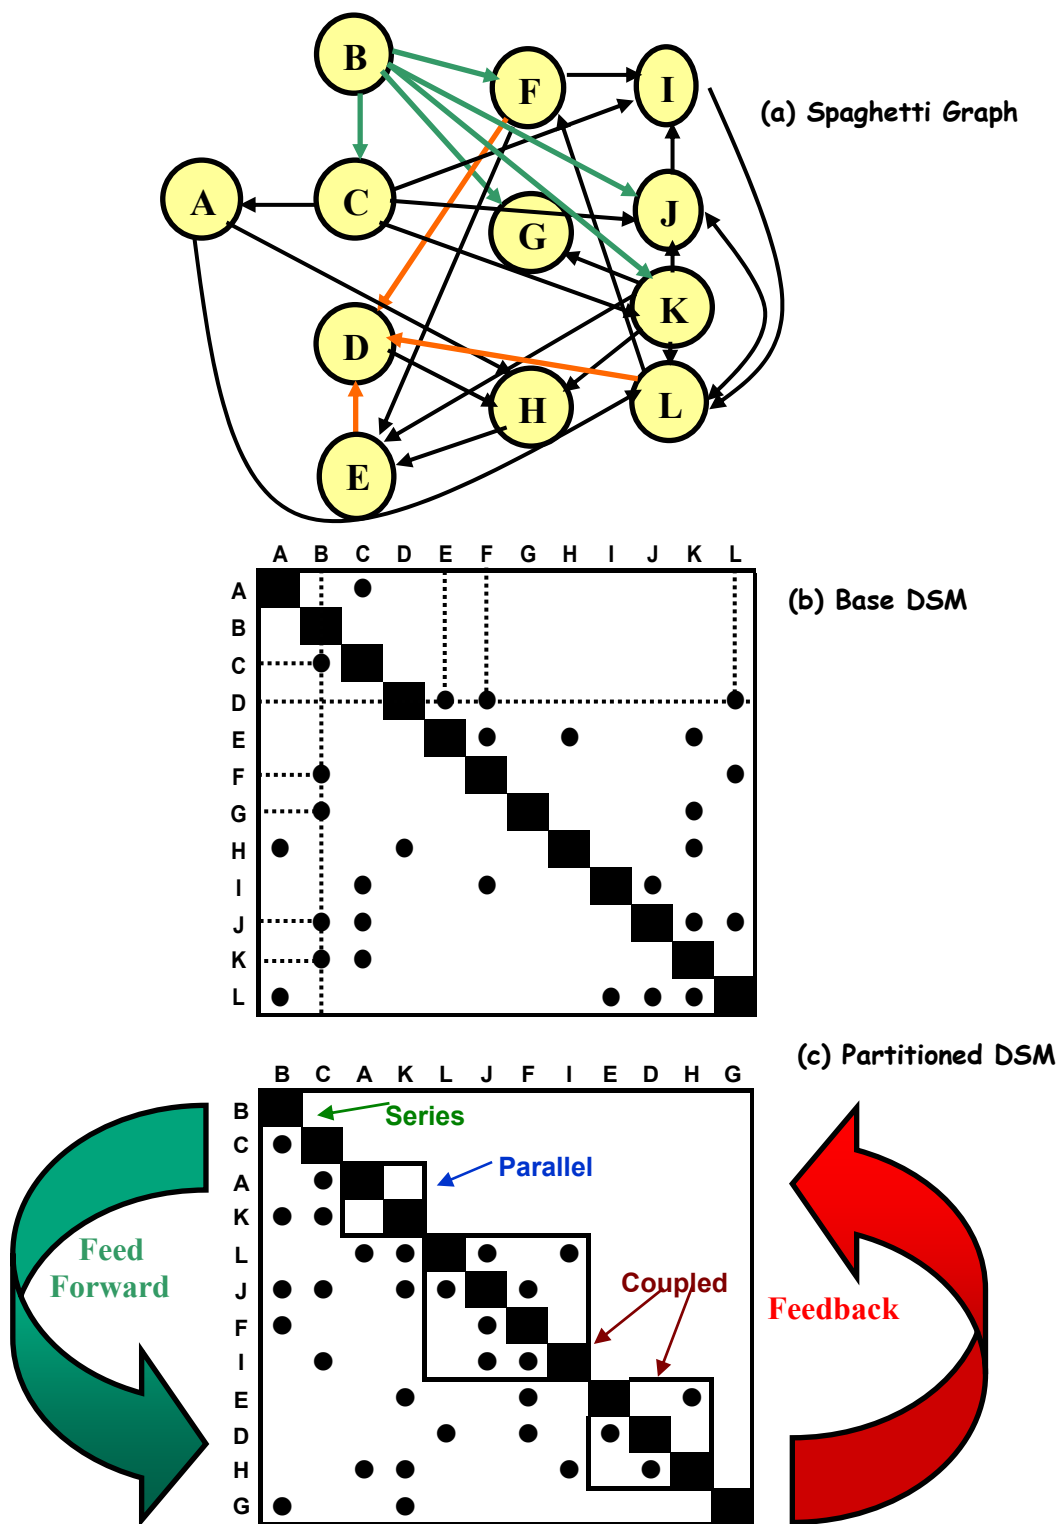 B
F
I
(a) Spaghetti Graph
A
C
G
J
D
K
H
L
E
A B C D E F G H I J K L
(b) Base DSM
A
B
C
D
E
F
G
H
I
J
K
L
(c) Partitioned DSM
B C A K L J F I E D H G
B
Series
C
A
Parallel
K
L
Feed
Forward
J
Coupled
Feedback
F
I
E
D
H
G